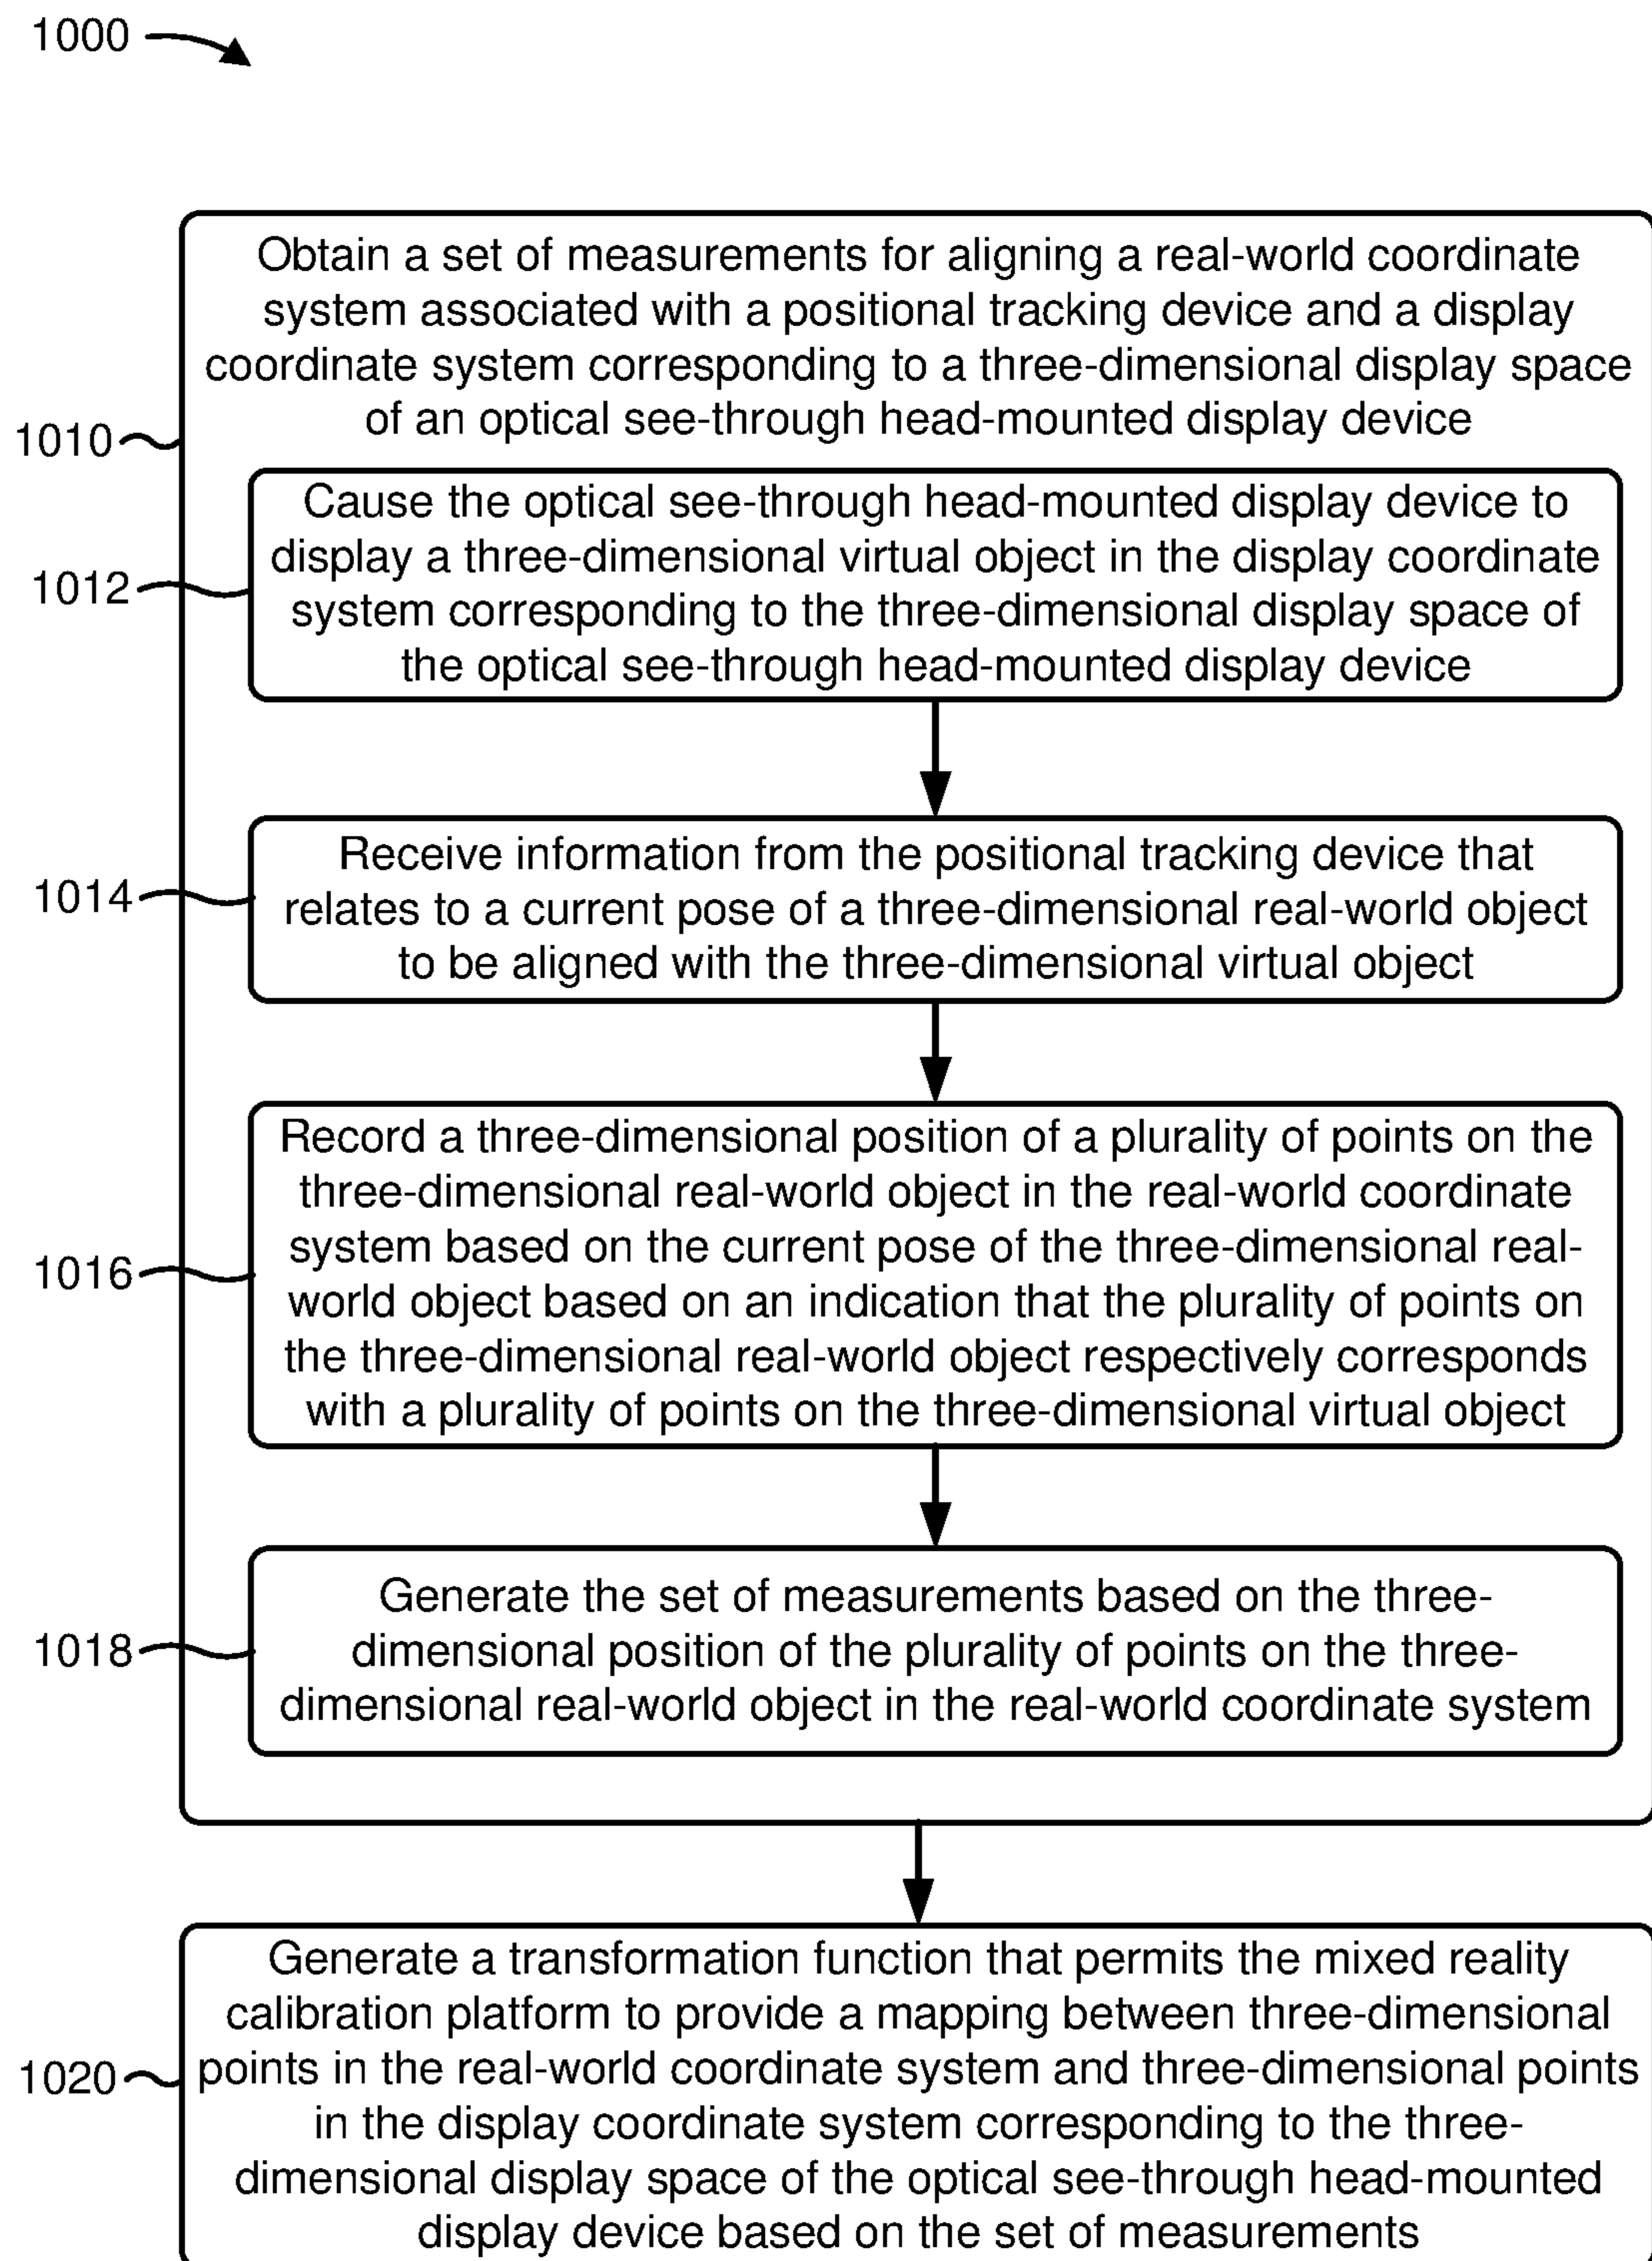 1000
Obtain a set of measurements for aligning a real-world coordinate
system associated with a positional tracking device and a display
coordinate system corresponding to a three-dimensional display space
of an optical see-through head-mounted display device
1010
Cause the optical see-through head-mounted display device to
display a three-dimensional virtual object in the display coordinate
system corresponding to the three-dimensional display space of
the optical see-through head-mounted display device
1012
Receive information from the positional tracking device that
relates to a current pose of a three-dimensional real-world object
to be aligned with the three-dimensional virtual object
1014
Record a three-dimensional position of a plurality of points on the
three-dimensional real-world object in the real-world coordinate
system based on the current pose of the three-dimensional real-
world object based on an indication that the plurality of points on
the three-dimensional real-world object respectively corresponds
with a plurality of points on the three-dimensional virtual object
1016
Generate the set of measurements based on the three-
dimensional position of the plurality of points on the three-
dimensional real-world object in the real-world coordinate system
1018
Generate a transformation function that permits the mixed reality
calibration platform to provide a mapping between three-dimensional
points in the real-world coordinate system and three-dimensional points
in the display coordinate system corresponding to the three-
dimensional display space of the optical see-through head-mounted
display device based on the set of measurements
1020